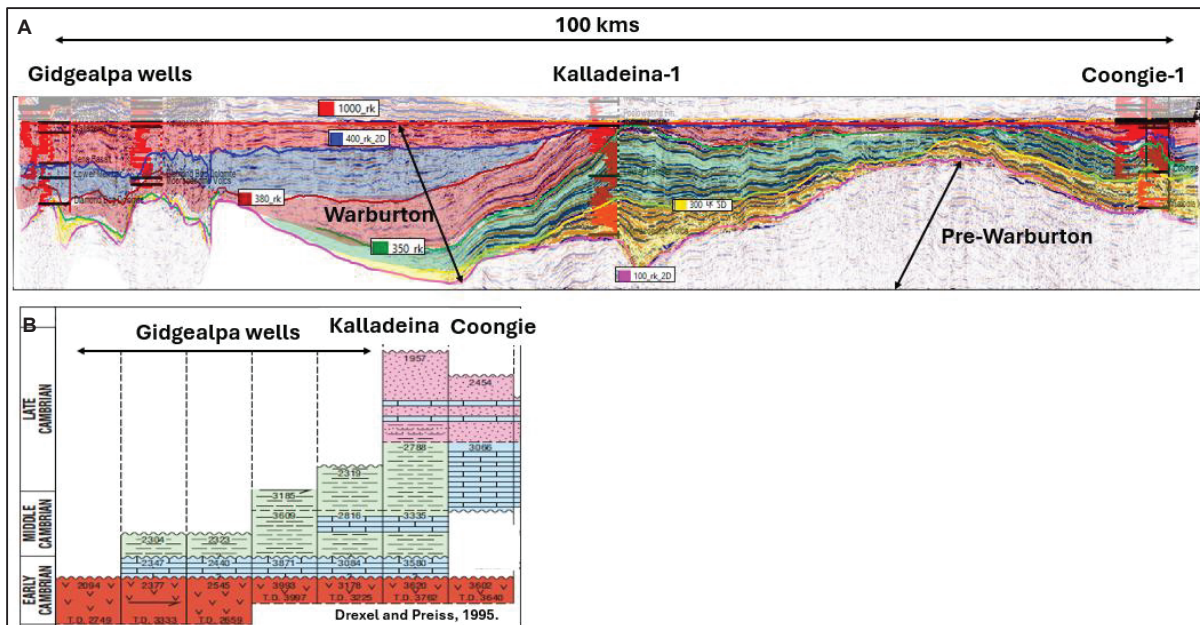 A
100 kms
Gidgealpa wells
Kalladeina-1
Coongie-1
1000_rk
400_rk_2D
380_rk
Warburton
350_rk
100_rk_2D
Pre-Warburton
B
Gidgealpa wells
Kalladeina
Coongie
LATE CAMBRIAN
MIDDLE CAMBRIAN
EARLY CAMBRIAN
1957
2454
2788
3066
2319
3185
3609
2816
3335
2304
2323
2347
2440
3871
3084
3580
2094
2377
2545
3993
3178
3620
3602
T.D. 2749
T.D. 3333
T.D. 2659
T.D. 3997
T.D. 3225
T.D. 3762
T.D. 3640
Drexel and Preiss, 1995.